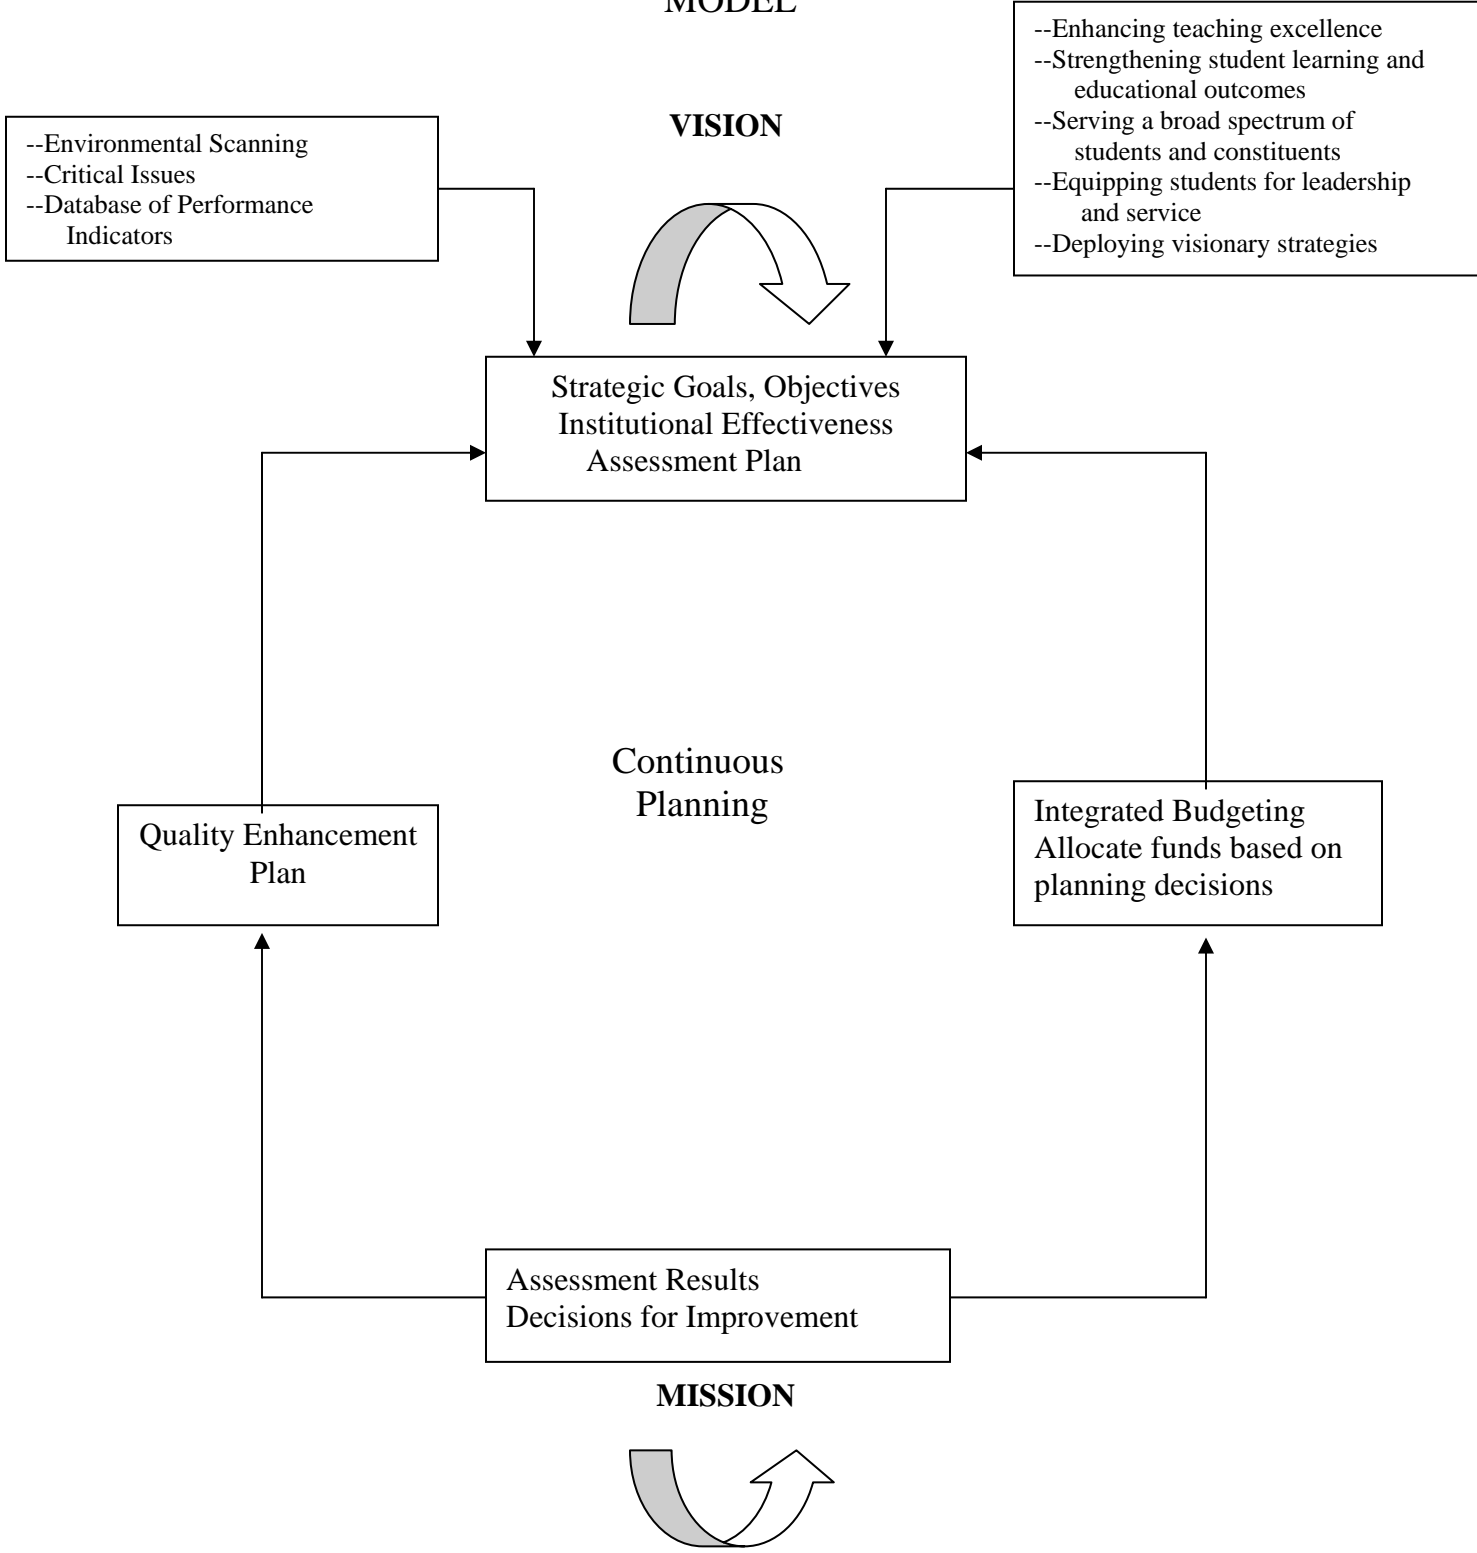 MODEL
--Enhancing teaching excellence
--Strengthening student learning and
educational outcomes
--Serving a broad spectrum of
students and constituents
--Equipping students for leadership
and service
--Deploying visionary strategies
VISION
--Environmental Scanning
--Critical Issues
--Database of Performance
Indicators
Strategic Goals, Objectives
Institutional Effectiveness
Assessment Plan
Continuous
Planning
Quality Enhancement
Plan
Integrated Budgeting
Allocate funds based on
planning decisions
Assessment Results
Decisions for Improvement
MISSION